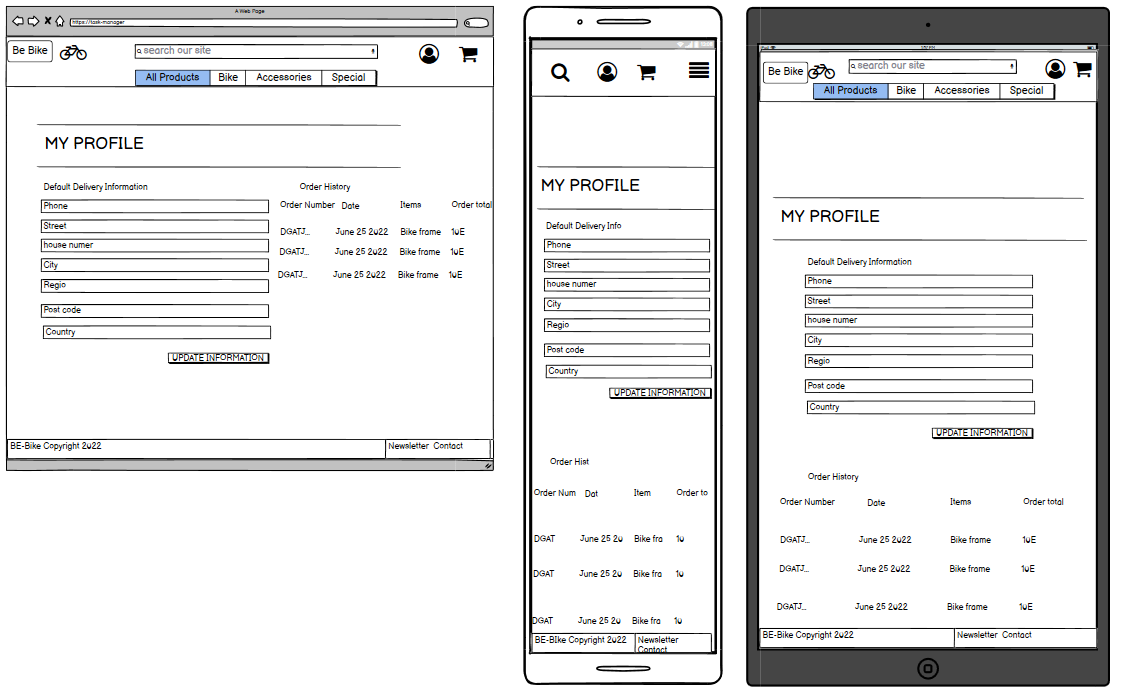 A Web Page
https://task-manager
Be Bike
search our site
All Products Bike Accessories Special
MY PROFILE
Default Delivery Information
Phone
Street
house numer
City
Regio
Post code
Country
UPDATE INFORMATION
Order History
Order Number Date Items Order total
DGATJ... June 25 2022 Bike frame 10E
DGATJ... June 25 2022 Bike frame 10E
DGATJ... June 25 2022 Bike frame 10E
BE-Bike Copyright 2022
Newsletter Contact
MY PROFILE
Default Delivery Info
Phone
Street
house numer
City
Regio
Post code
Country
UPDATE INFORMATION
Order Hist
Order Num Dat Item Order to
DGAT June 25 20 Bike fra 10
DGAT June 25 20 Bike fra 10
DGAT June 25 20 Bike fra 10
BE-Bike Copyright 2022
Newsletter
Contact
Be Bike
search our site
All Products Bike Accessories Special
MY PROFILE
Default Delivery Information
Phone
Street
house numer
City
Regio
Post code
Country
UPDATE INFORMATION
Order History
Order Number Date Items Order total
DGATJ... June 25 2022 Bike frame 10E
DGATJ... June 25 2022 Bike frame 10E
DGATJ... June 25 2022 Bike frame 10E
BE-Bike Copyright 2022
Newsletter Contact